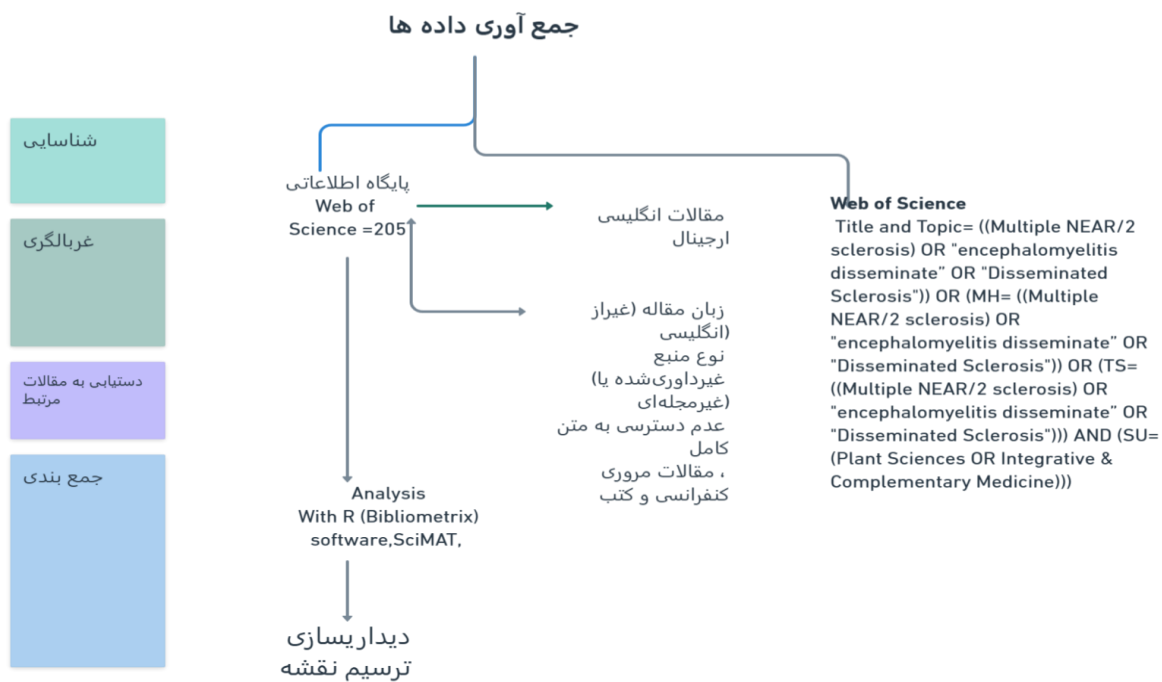 جمع آوری داده ها
شناسایی
غربالگری
دستیابی به مقالات
مرتبط
جمع بندی
پایگاه اطلاعاتی
Web of
Science =205
مقالات انگلیسی
ارجینال
زبان مقاله (غیراز
انگلیسی)
نوع منبع
(غیرداوری‌شده یا
غیرمجله‌ای)
عدم دسترسی به متن
کامل
، مقالات مروری
کنفرانسی و کتب
Analysis
With R (Bibliometrix)
software,SciMAT,
دیداریسازی
ترسیم نقشه
Web of Science
Title and Topic= ((Multiple NEAR/2
sclerosis) OR "encephalomyelitis
disseminate” OR "Disseminated
Sclerosis")) OR (MH= ((Multiple
NEAR/2 sclerosis) OR
"encephalomyelitis disseminate” OR
"Disseminated Sclerosis")) OR (TS=
((Multiple NEAR/2 sclerosis) OR
"encephalomyelitis disseminate” OR
"Disseminated Sclerosis"))) AND (SU=
(Plant Sciences OR Integrative &
Complementary Medicine)))